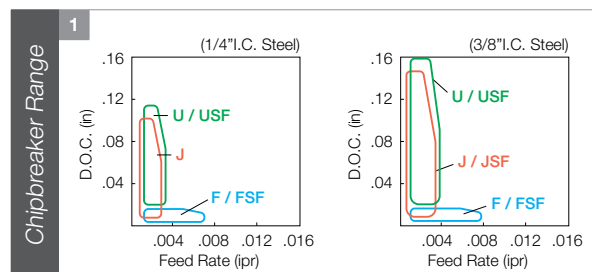 Chipbreaker Range
1
(1/4"I.C. Steel)
.16
.12
.08
.04
D.O.C. (in)
U / USF
J
F / FSF
.004 .008 .012 .016
Feed Rate (ipr)
(3/8"I.C. Steel)
.16
.12
.08
.04
D.O.C. (in)
U / USF
J / JSF
F / FSF
.004 .008 .012 .016
Feed Rate (ipr)